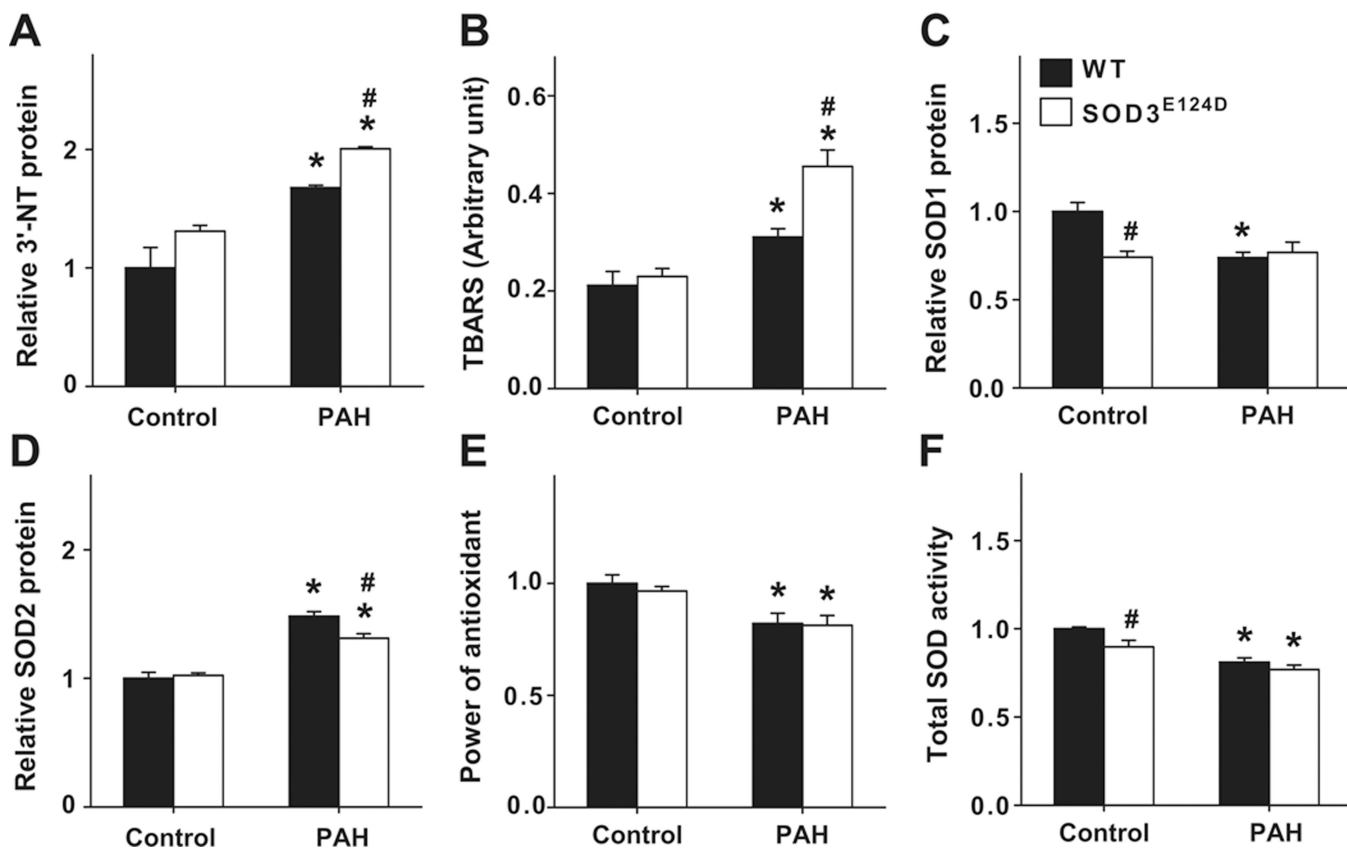 A
Relative 3'-NT protein
2
1
0
*
#
*
Control
PAH
B
TBARS (Arbitrary unit)
0.6
0.4
0.2
0.0
*
#
*
Control
PAH
C
Relative SOD1 protein
1.5
1.0
0.5
0.0
WT
SOD3E124D
#
*
Control
PAH
D
Relative SOD2 protein
2
1
0
*
#
*
Control
PAH
E
Power of antioxidant
1.0
0.5
0.0
*
*
Control
PAH
F
Total SOD activity
1.5
1.0
0.5
0.0
#
*
*
Control
PAH